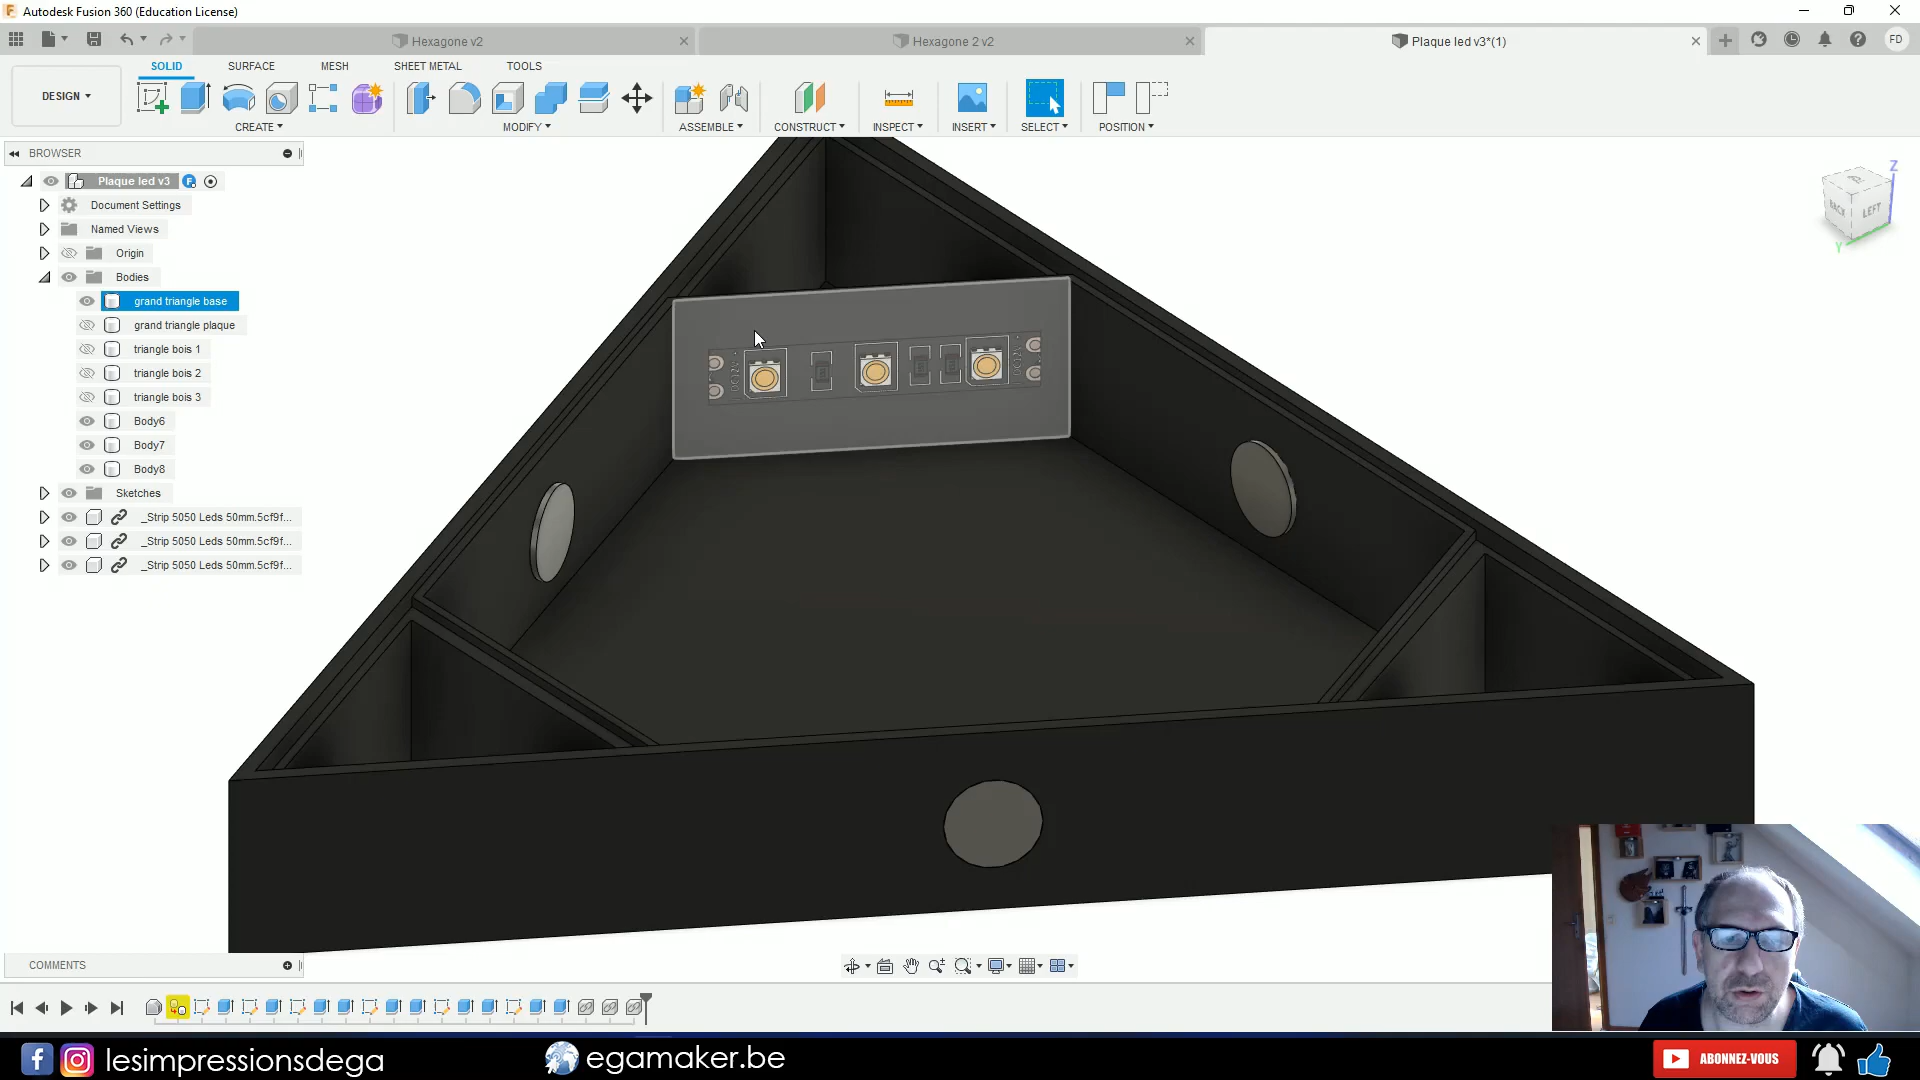 Autodesk Fusion 360 (Education License)
Hexagone v2
Hexagone 2 v2
Plaque led v3*(1)
FD
SOLID
SURFACE
MESH
SHEET METAL
TOOLS
DESIGN
CREATE
MODIFY
ASSEMBLE
CONSTRUCT
INSPECT
INSERT
SELECT
POSITION
BROWSER
Plaque led v3
Document Settings
Named Views
Origin
Bodies
grand triangle base
grand triangle plaque
triangle bois 1
triangle bois 2
triangle bois 3
Body6
Body7
Body8
Sketches
_Strip 5050 Leds 50mm.5cf9f...
_Strip 5050 Leds 50mm.5cf9f...
_Strip 5050 Leds 50mm.5cf9f...
Z
BACK
LEFT
Y
DC12V
DC12V
COMMENTS
lesimpressionsdega
egamaker.be
ABONNEZ-VOUS